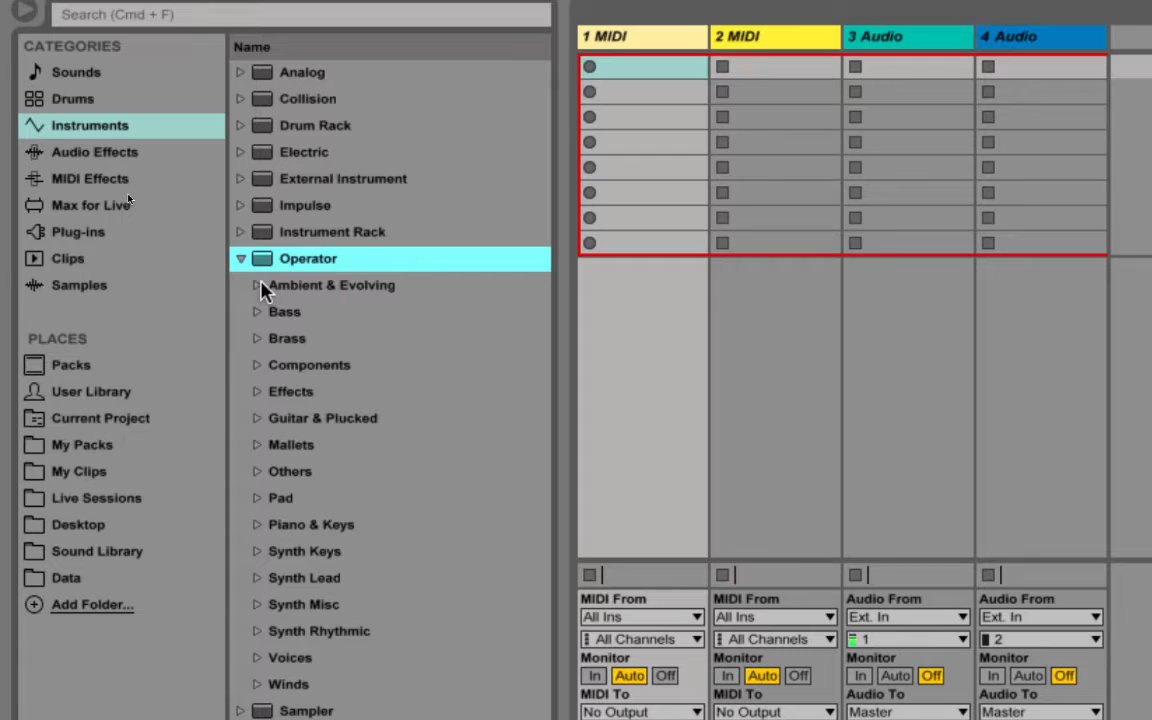 Search (Cmd + F)
CATEGORIES
Sounds
Drums
Instruments
Audio Effects
MIDI Effects
Max for Live
Plug-ins
Clips
Samples
PLACES
Packs
User Library
Current Project
My Packs
My Clips
Live Sessions
Desktop
Sound Library
Data
Add Folder...
Name
Analog
Collision
Drum Rack
Electric
External Instrument
Impulse
Instrument Rack
Operator
Ambient & Evolving
Bass
Brass
Components
Effects
Guitar & Plucked
Mallets
Others
Pad
Piano & Keys
Synth Keys
Synth Lead
Synth Misc
Synth Rhythmic
Voices
Winds
Sampler
1 MIDI 2 MIDI 3 Audio 4 Audio
MIDI From MIDI From Audio From Audio From
All Ins All Ins Ext. In Ext. In
All Channels All Channels 1 2
Monitor Monitor Monitor Monitor
In Auto Off In Auto Off In Auto Off In Auto Off
MIDI To MIDI To Audio To Audio To
No Output No Output Master Master